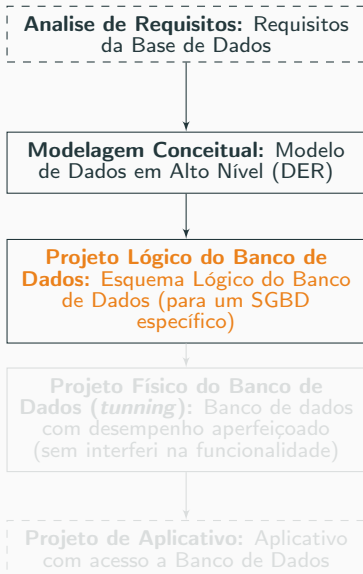 Analise de Requisitos: Requisitos
da Base de Dados
Modelagem Conceitual: Modelo
de Dados em Alto Nível (DER)
Projeto Lógico do Banco de
Dados: Esquema Lógico do Banco
de Dados (para um SGBD
específico)
Projeto Físico do Banco de
Dados (tunning): Banco de dados
com desempenho aperfeiçoado
(sem interferi na funcionalidade)
Projeto de Aplicativo: Aplicativo
com acesso a Banco de Dados